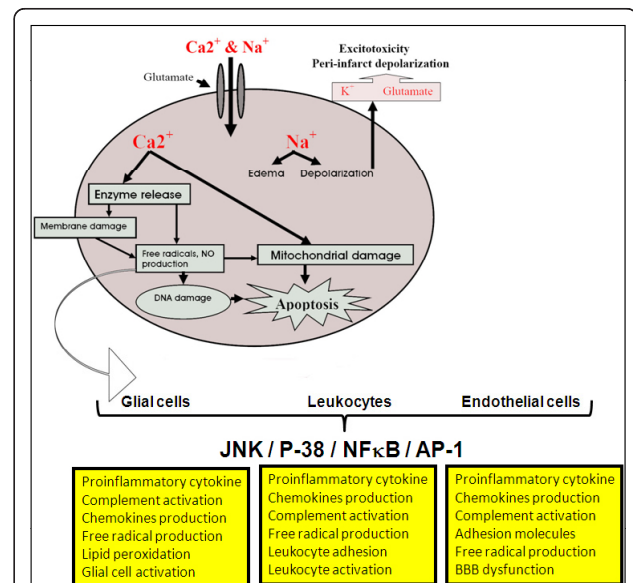 Ca2⁺ & Na⁺
Excitotoxicity
Peri-infarct depolarization
Glutamate
K⁻ Glutamate
Ca2⁺
Na⁺
Edema Depolarization
Enzyme release
Membrane damage
Free radicals, NO
production
Mitochondrial damage
DNA damage
Apoptosis
Glial cells Leukocytes Endothelial cells
JNK / P-38 / NFκB / AP-1
Proinflammatory cytokine
Complement activation
Chemokines production
Free radical production
Lipid peroxidation
Glial cell activation
Proinflammatory cytokine
Chemokines production
Complement activation
Free radical production
Leukocyte adhesion
Leukocyte activation
Proinflammatory cytokine
Chemokines production
Complement activation
Adhesion molecules
Free radical production
BBB dysfunction